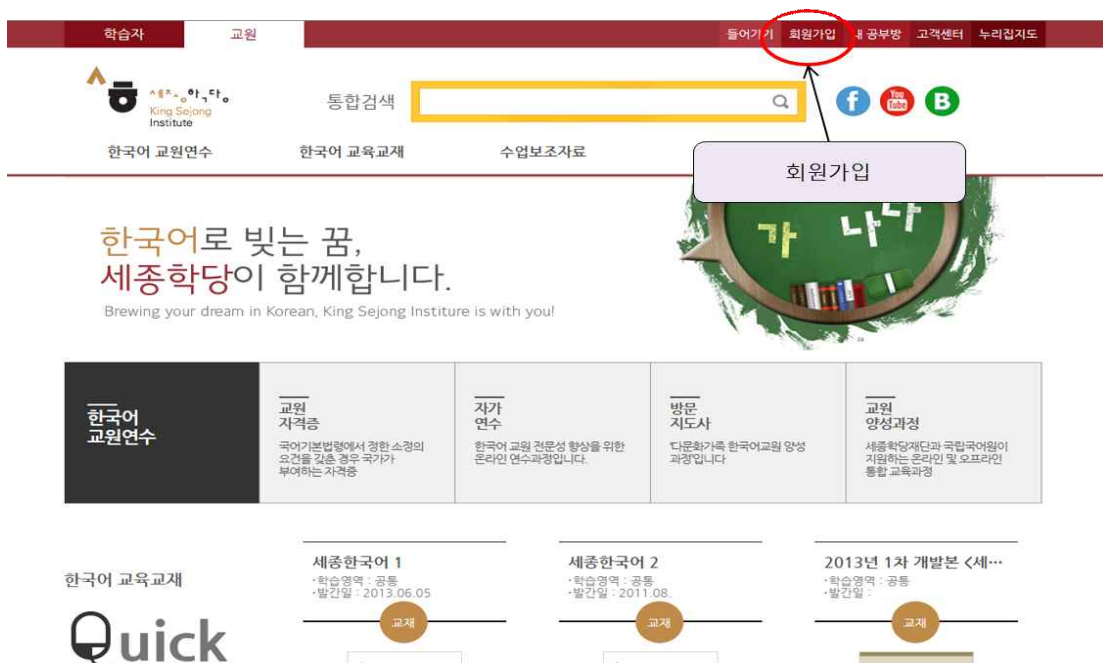 학습자
교원
들어가기
회원가입
내 공부방
고객센터
누리집지도
세종학당
King Sejong
Institute
통합검색
f
You
Tube
B
한국어 교원연수
한국어 교육교재
수업보조자료
회원가입
한국어로 빚는 꿈,
세종학당이 함께합니다.
Brewing your dream in Korean, King Sejong Institure is with you!
가 나다
한국어
교원연수
교원
자격증
국어기본법령에서 정한 소정의
요건을 갖춘 경우 국가가
부여하는 자격증
자가
연수
한국어 교원 전문성 향상을 위한
온라인 연수과정입니다.
방문
지도사
'다문화가족 한국어교원 양성
과정'입니다
교원
양성과정
세종학당재단과 국립국어원이
지원하는 온라인 및 오프라인
통합 교육과정
한국어 교육교재
Quick
세종한국어 1
·학습영역 : 공통
·발간일 : 2013.06.05
교재
세종한국어 2
·학습영역 : 공통
·발간일 : 2011.08.
교재
2013년 1차 개발본 <세…
·학습영역 : 공통
·발간일 :
교재